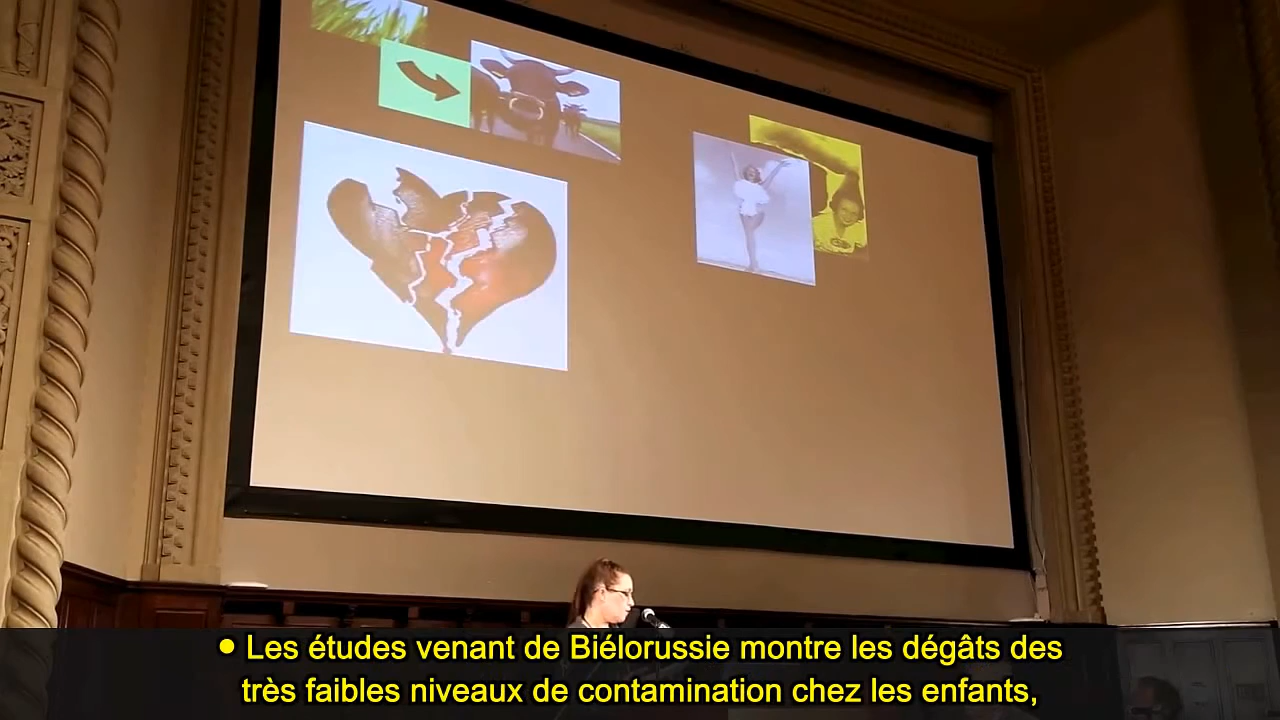 • Les études venant de Biélorussie montre les dégâts des
très faibles niveaux de contamination chez les enfants,